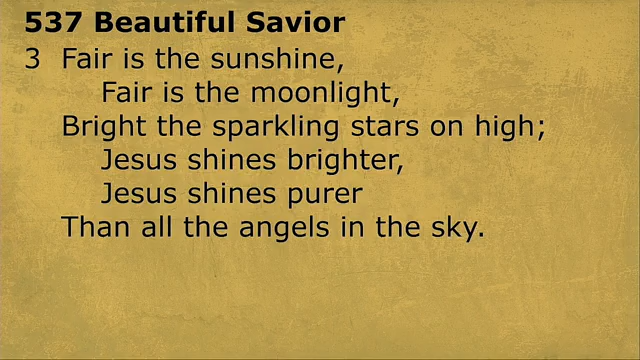 537 Beautiful Savior
3 Fair is the sunshine,
Fair is the moonlight,
Bright the sparkling stars on high;
Jesus shines brighter,
Jesus shines purer
Than all the angels in the sky.